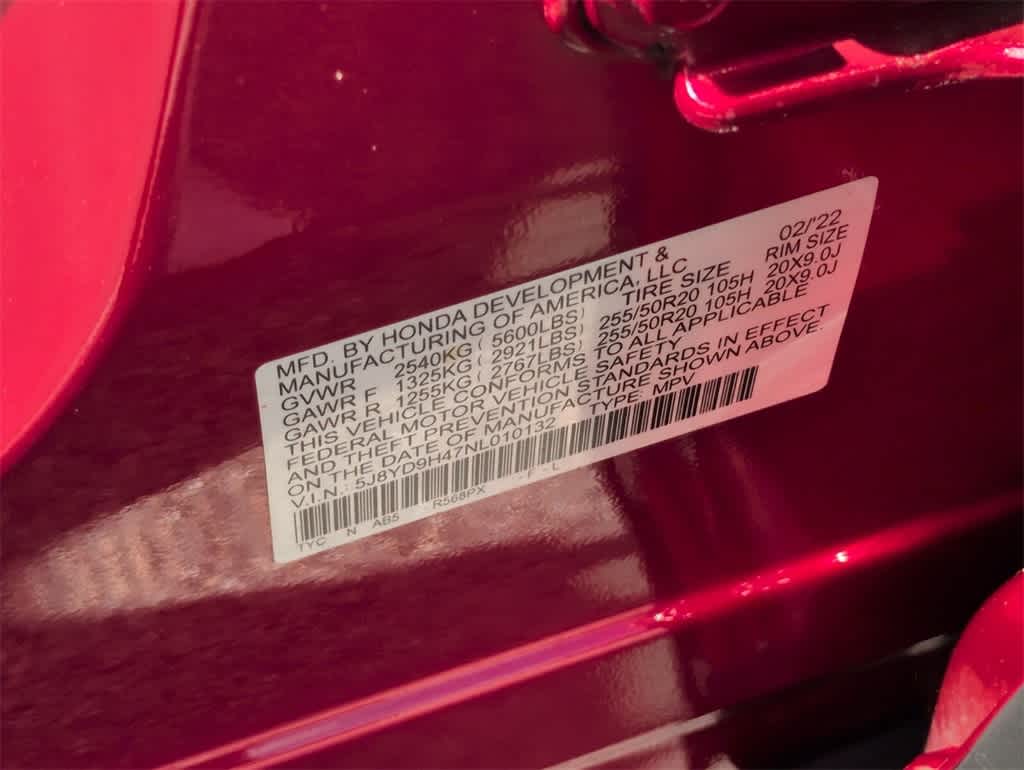 MFD. BY HONDA DEVELOPMENT & 02/'22
MANUFACTURING OF AMERICA, LLC TIRE SIZE RIM SIZE
GVWR 2540KG ( 5600LBS)
GAWR F 1325KG ( 2921LBS) 255/50R20 105H 20X9.0J
GAWR R 1255KG ( 2767LBS) 255/50R20 105H 20X9.0J
THIS VEHICLE CONFORMS TO ALL APPLICABLE
FEDERAL MOTOR VEHICLE SAFETY
AND THEFT PREVENTION STANDARDS IN EFFECT
ON THE DATE OF MANUFACTURE SHOWN ABOVE.
V.I.N.: 5J8YD9H47NL010132 TYPE: MPV
TYC N AB5 R568PX - F - L